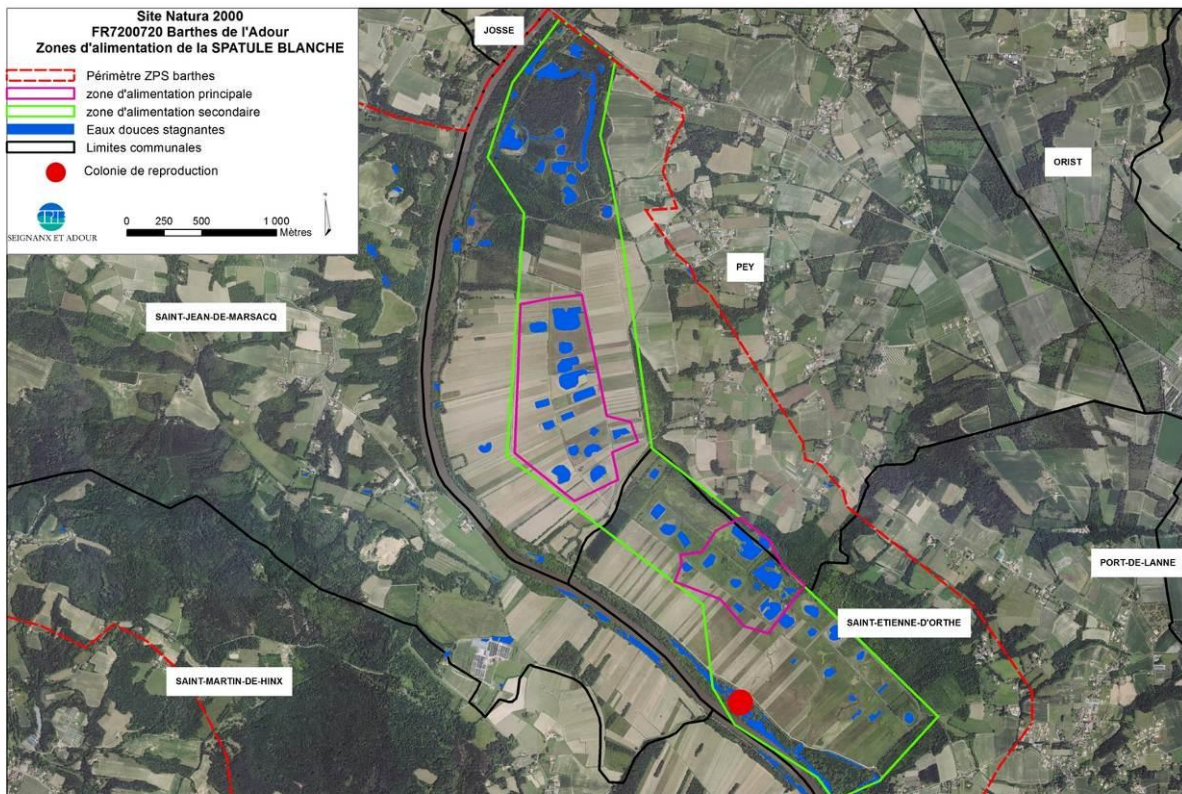 Site Natura 2000
FR7200720 Barthes de l'Adour
Zones d'alimentation de la SPATULE BLANCHE
Périmètre ZPS barthes
zone d'alimentation principale
zone d'alimentation secondaire
Eaux douces stagnantes
Limites communales
Colonie de reproduction
CPIE
SEIGNANX ET ADOUR
0 250 500 1 000
Mètres
N
JOSSE
ORIST
PEY
SAINT-JEAN-DE-MARSACQ
PORT-DE-LANNE
SAINT-ETIENNE-D'ORTHE
SAINT-MARTIN-DE-HINX